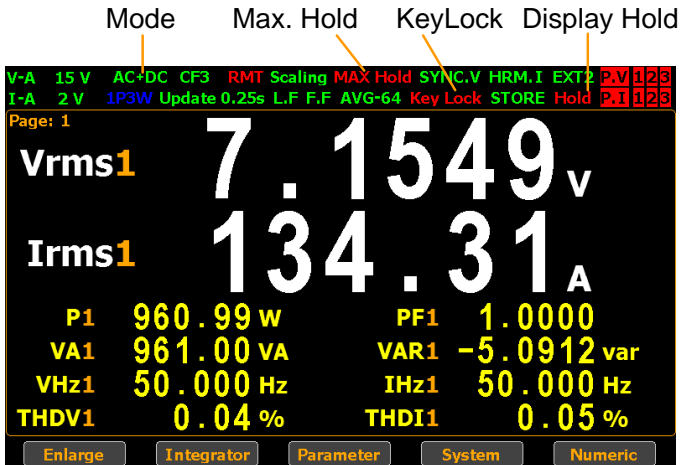 Mode Max. Hold KeyLock Display Hold
V-A 15 V AC+DC CF3 RMT Scaling MAX Hold SYNC.V HRM.I EXT2 P.V 1 2 3
I-A 2 V 1P3W Update 0.25s L.F F.F AVG-64 Key Lock STORE Hold P.I 1 2 3
Page: 1
Vrms1 7.1549 V
Irms1 134.31 A
P1 960.99 W PF1 1.0000
VA1 961.00 VA VAR1 -5.0912 var
VHz1 50.000 Hz IHz1 50.000 Hz
THDV1 0.04 % THDI1 0.05 %
Enlarge Integrator Parameter System Numeric